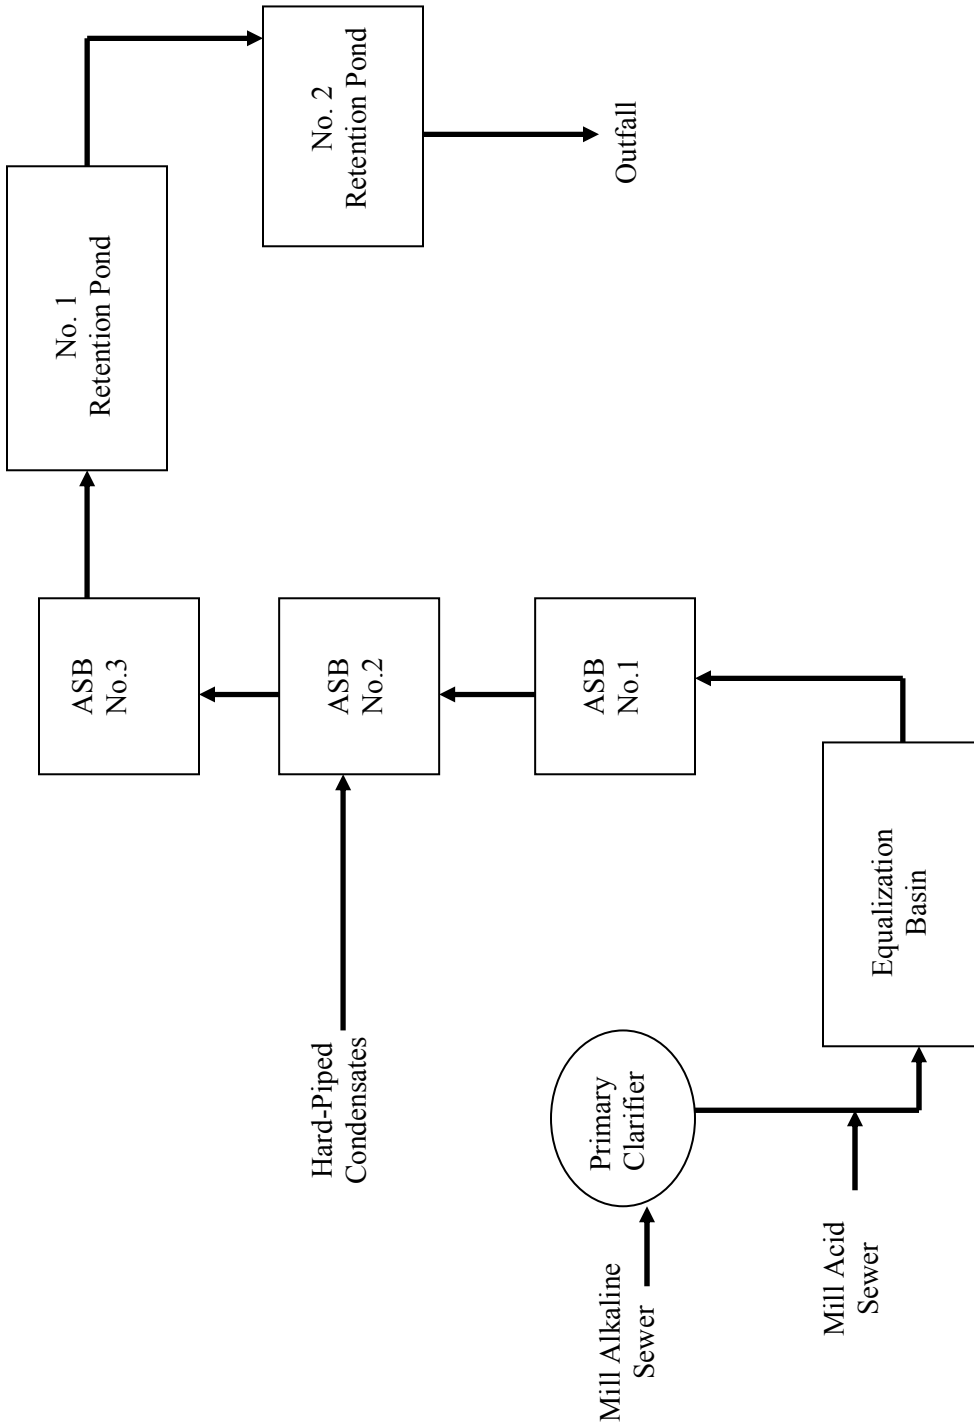 Mill Alkaline
Sewer
Primary
Clarifier
Mill Acid
Sewer
Equalization
Basin
Hard-Piped
Condensates
ASB
No.1
ASB
No.2
ASB
No.3
No. 1
Retention Pond
No. 2
Retention Pond
Outfall